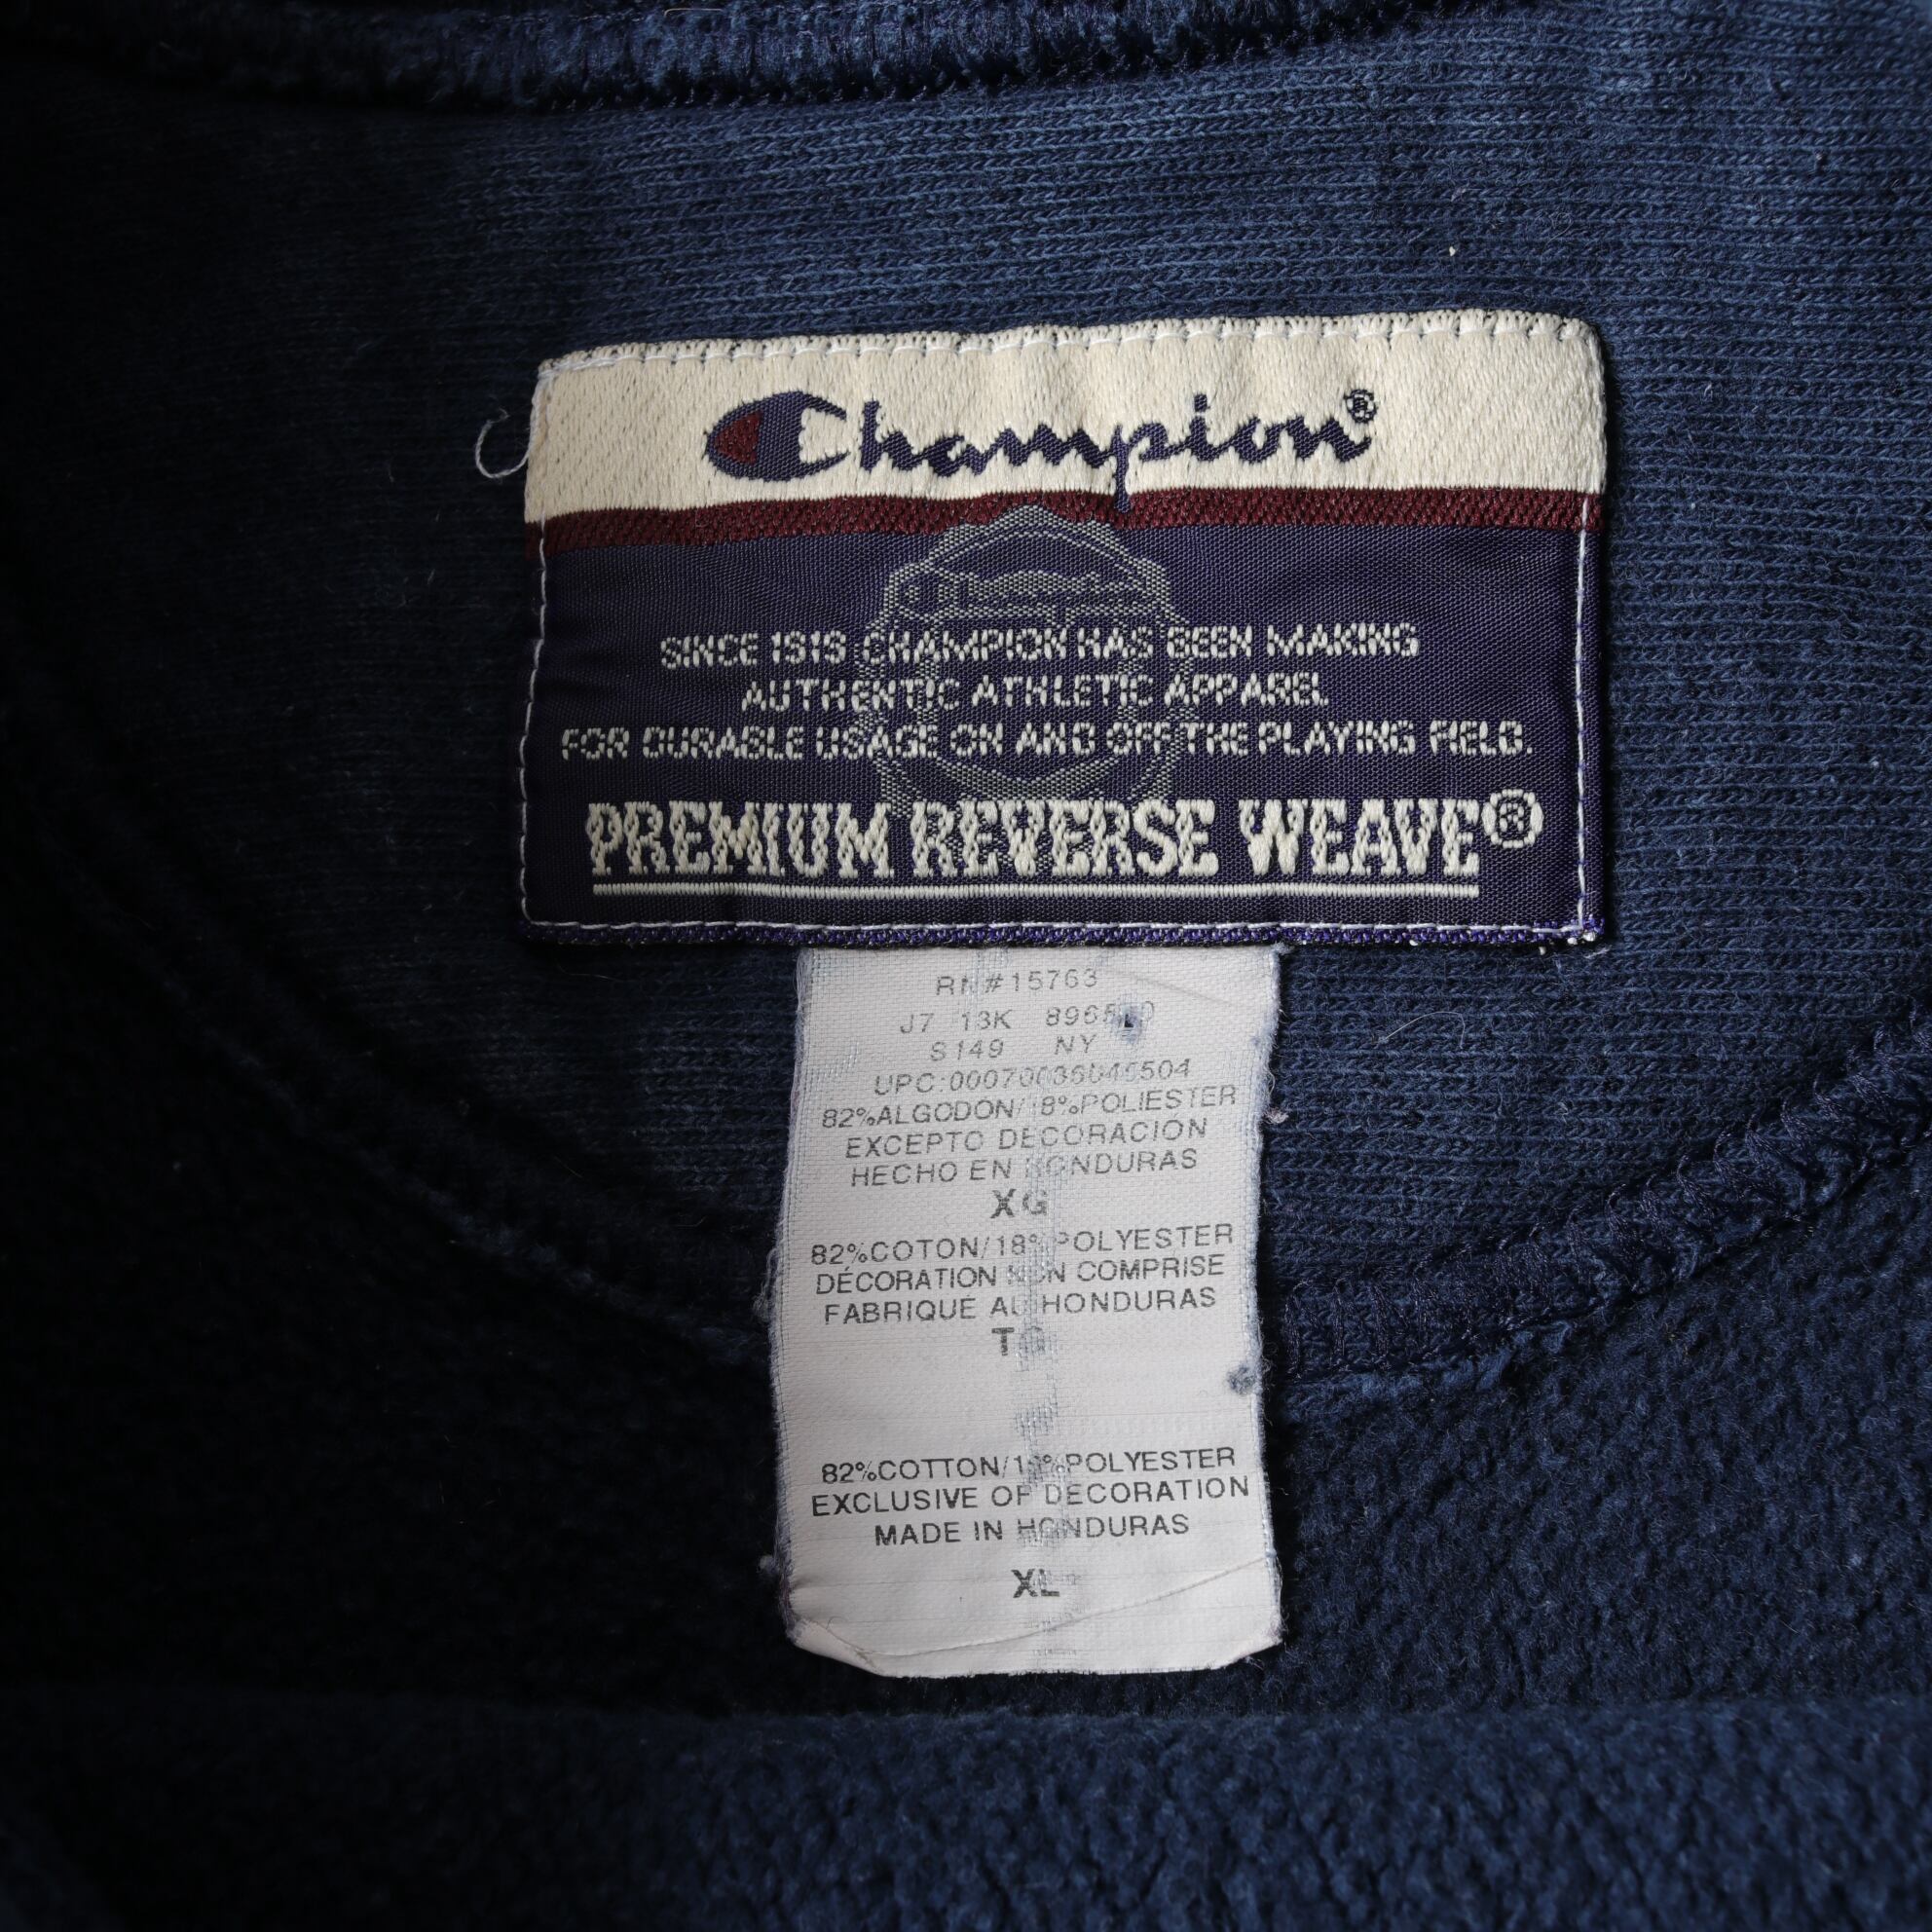 Champion®
SINCE 1919 CHAMPION HAS BEEN MAKING
AUTHENTIC ATHLETIC APPAREL
FOR DURABLE USAGE ON AND OFF THE PLAYING FIELD.
PREMIUM REVERSE WEAVE®
RN#15763
J7 13K
S149 NY
82%ALGODON/18%POLIESTER
EXCEPTO DECORACION
HECHO EN HONDURAS
XG
82%COTON/18%POLYESTER
DÉCORATION NON COMPRISE
FABRIQUÉ AU HONDURAS
TG
82%COTTON/18%POLYESTER
EXCLUSIVE OF DECORATION
MADE IN HONDURAS
XL